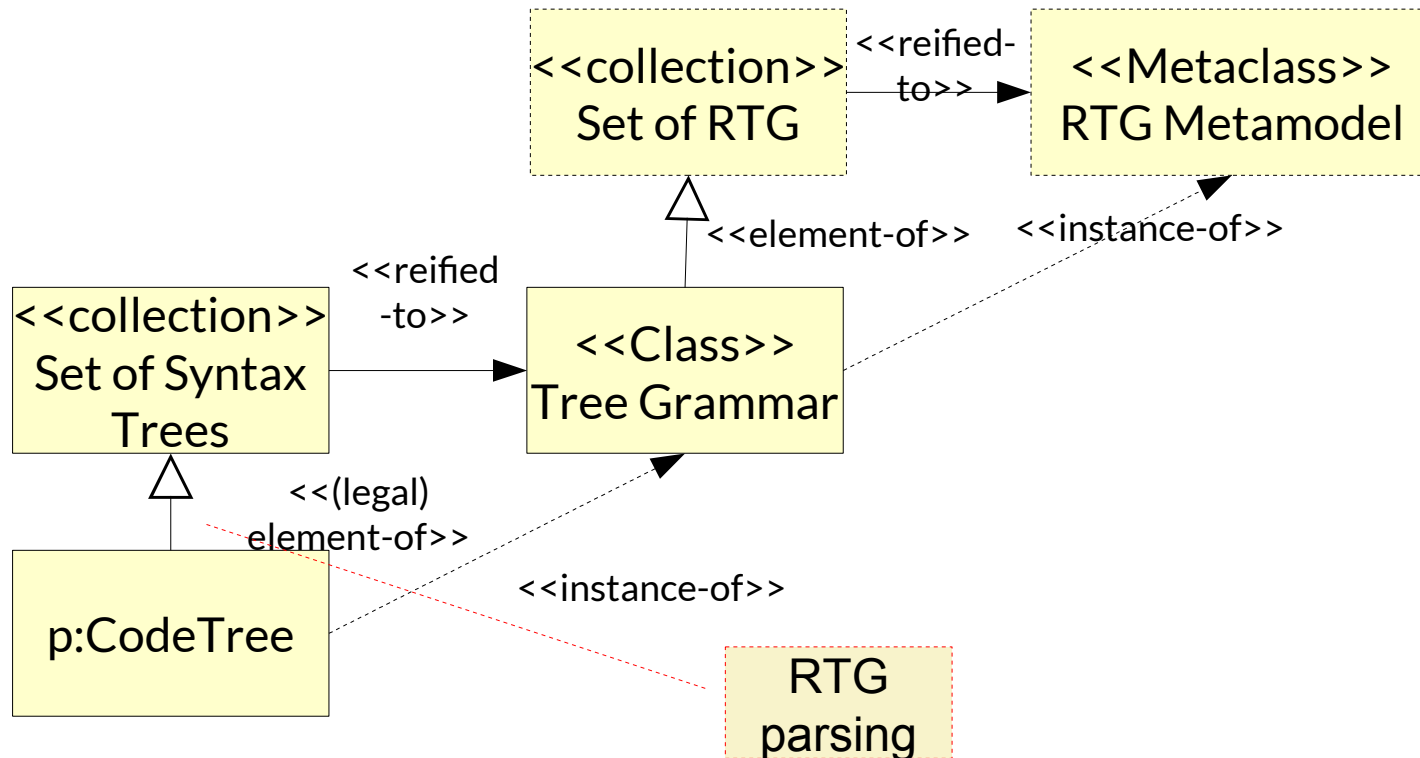 <<collection>>
Set of RTG
<<reified-
to>>
<<Metaclass>>
RTG Metamodel
<<element-of>>
<<instance-of>>
<<collection>>
Set of Syntax
Trees
<<reified
-to>>
<<Class>>
Tree Grammar
<<(legal)
element-of>>
<<instance-of>>
p:CodeTree
RTG
parsing